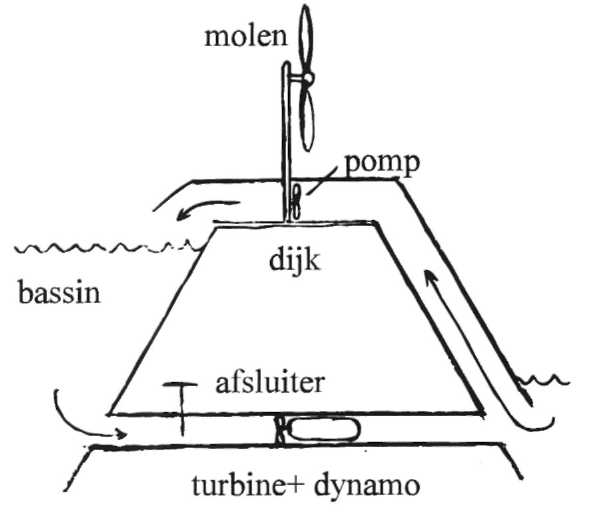 molen
pomp
dijk
bassin
afsluiter
turbine+ dynamo